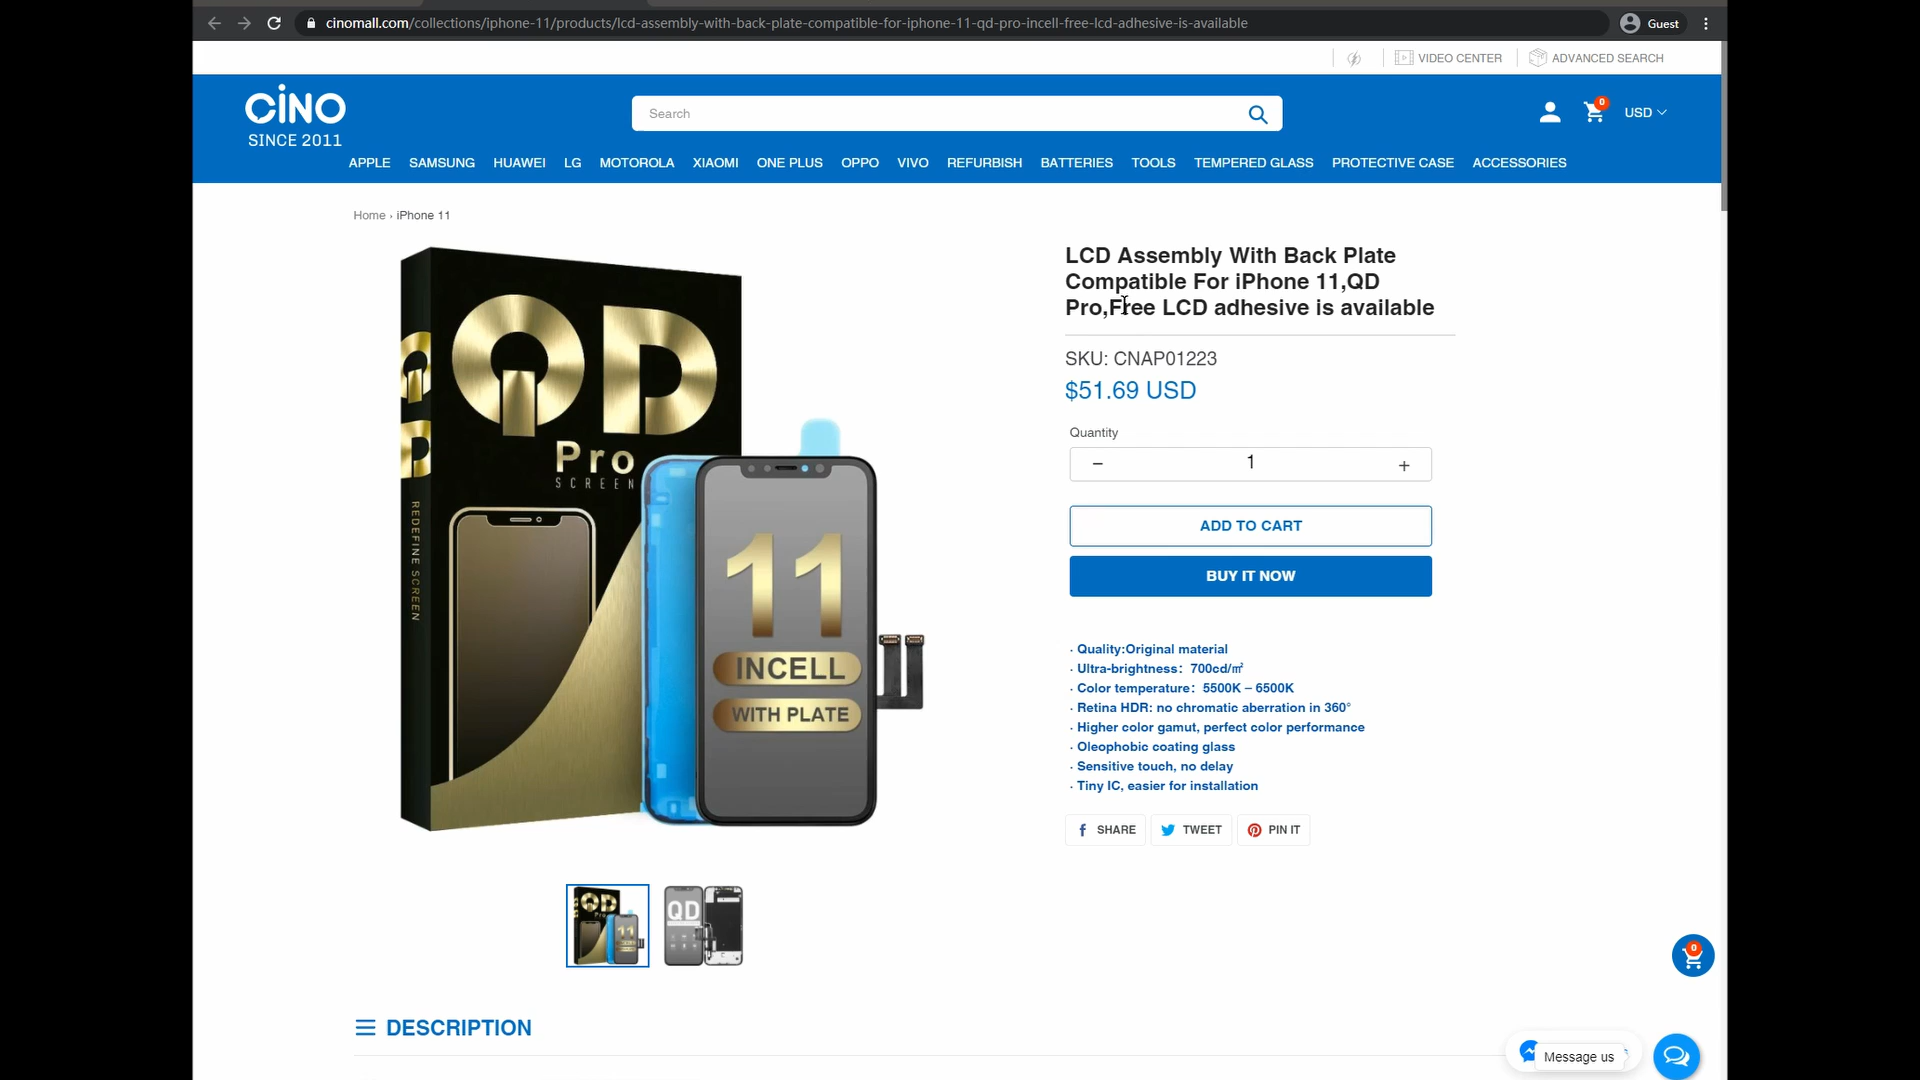 cinomall.com/collections/iphone-11/products/lcd-assembly-with-back-plate-compatible-for-iphone-11-qd-pro-incell-free-lcd-adhesive-is-available
Guest
VIDEO CENTER
ADVANCED SEARCH
CiNO
SINCE 2011
Search
0
USD
APPLE SAMSUNG HUAWEI LG MOTOROLA XIAOMI ONE PLUS OPPO VIVO REFURBISH BATTERIES TOOLS TEMPERED GLASS PROTECTIVE CASE ACCESSORIES
Home › iPhone 11
QD
Pro
SCREEN
QD
REDEFINE SCREEN
11
INCELL
WITH PLATE
LCD Assembly With Back Plate
Compatible For iPhone 11,QD
Pro,Free LCD adhesive is available
SKU: CNAP01223
$51.69 USD
Quantity
− 1 +
ADD TO CART
BUY IT NOW
· Quality:Original material
· Ultra-brightness：700cd/㎡
· Color temperature：5500K – 6500K
· Retina HDR: no chromatic aberration in 360°
· Higher color gamut, perfect color performance
· Oleophobic coating glass
· Sensitive touch, no delay
· Tiny IC, easier for installation
SHARE
TWEET
PIN IT
QD
Pro
11
QD
0
DESCRIPTION
Message us